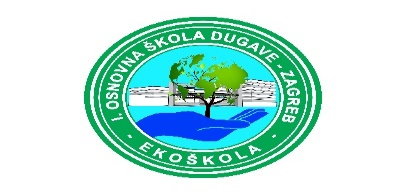 I. OSNOVNA ŠKOLA DUGAVE - ZAGREB
- EKOŠKOLA -